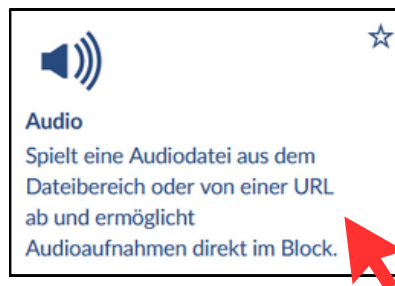 Audio
Spielt eine Audiodatei aus dem
Dateibereich oder von einer URL
ab und ermöglicht
Audioaufnahmen direkt im Block.